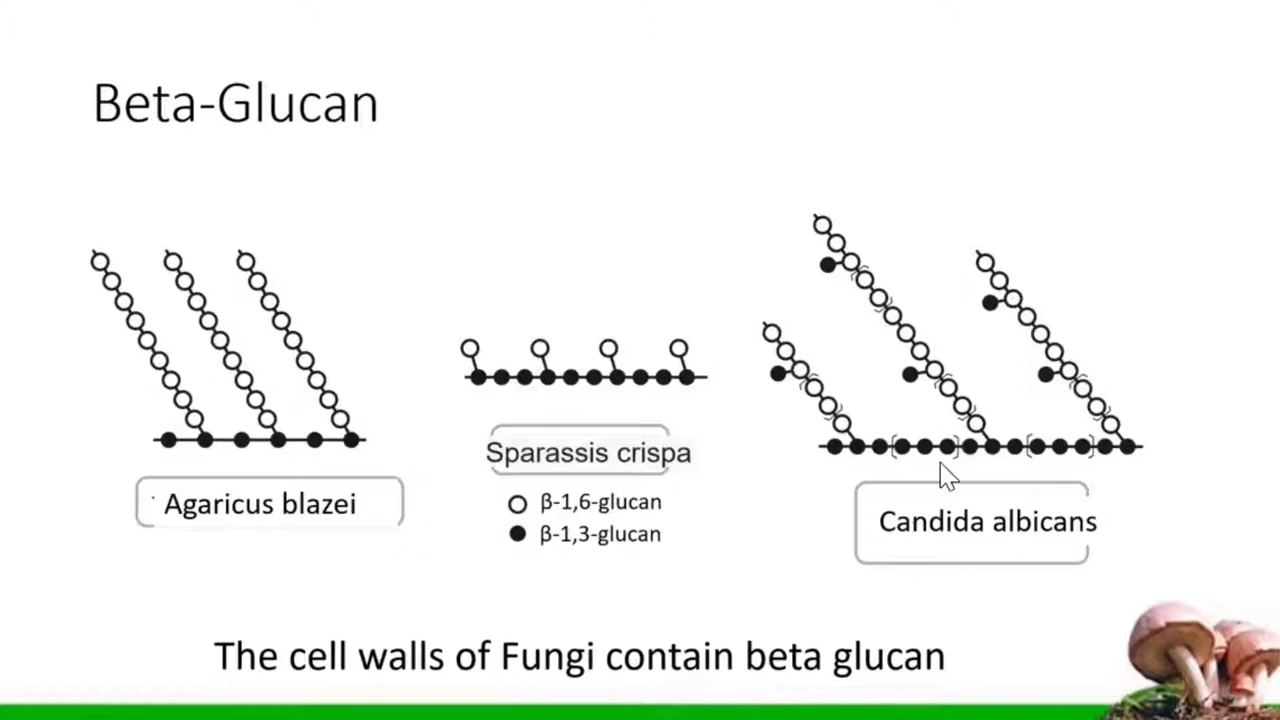 Beta-Glucan
Agaricus blazei
Sparassis crispa
β-1,6-glucan
β-1,3-glucan
Candida albicans
The cell walls of Fungi contain beta glucan